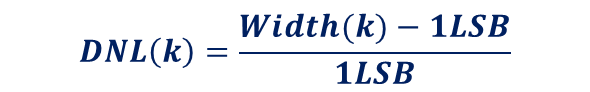 DNL(k) = (Width(k) − 1LSB) / 1LSB